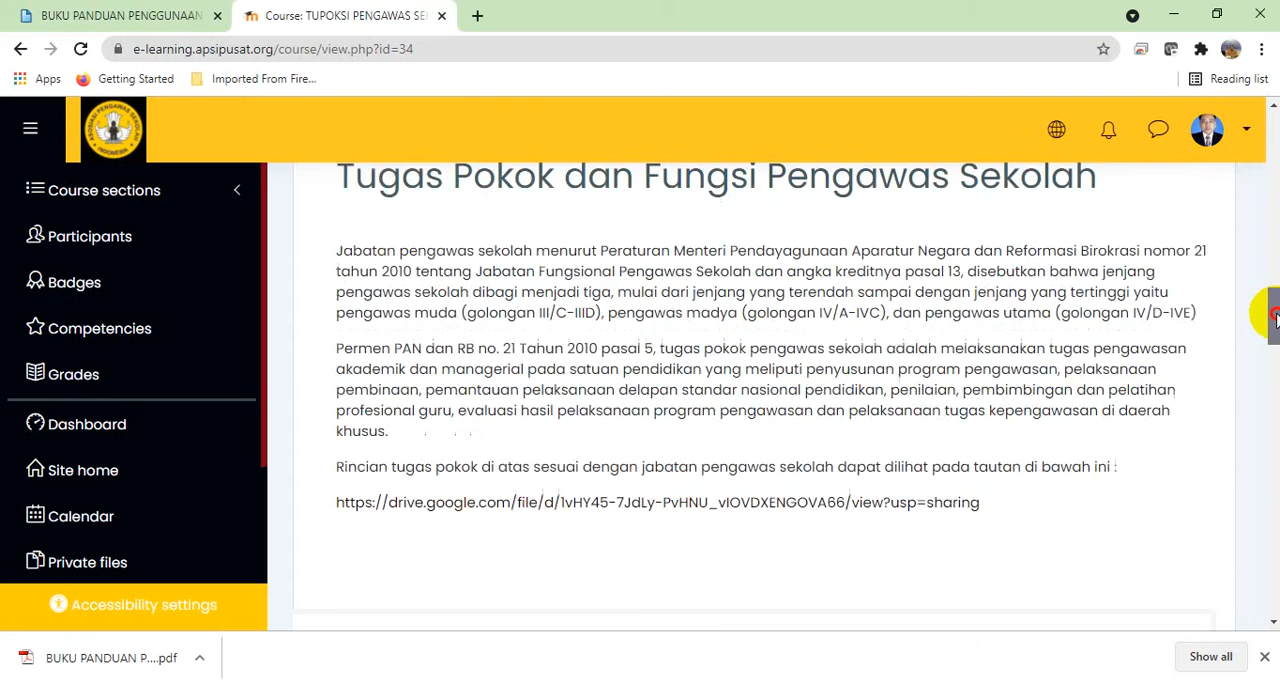 BUKU PANDUAN PENGGUNAAN
Course: TUPOKSI PENGAWAS SE
e-learning.apsipusat.org/course/view.php?id=34
Apps
Getting Started
Imported From Fire...
Reading list
Course sections
Participants
Badges
Competencies
Grades
Dashboard
Site home
Calendar
Private files
Accessibility settings
Tugas Pokok dan Fungsi Pengawas Sekolah
Jabatan pengawas sekolah menurut Peraturan Menteri Pendayagunaan Aparatur Negara dan Reformasi Birokrasi nomor 21
tahun 2010 tentang Jabatan Fungsional Pengawas Sekolah dan angka kreditnya pasal 13, disebutkan bahwa jenjang
pengawas sekolah dibagi menjadi tiga, mulai dari jenjang yang terendah sampai dengan jenjang yang tertinggi yaitu
pengawas muda (golongan III/C-IIID), pengawas madya (golongan IV/A-IVC), dan pengawas utama (golongan IV/D-IVE)
Permen PAN dan RB no. 21 Tahun 2010 pasal 5, tugas pokok pengawas sekolah adalah melaksanakan tugas pengawasan
akademik dan managerial pada satuan pendidikan yang meliputi penyusunan program pengawasan, pelaksanaan
pembinaan, pemantauan pelaksanaan delapan standar nasional pendidikan, penilaian, pembimbingan dan pelatihan
profesional guru, evaluasi hasil pelaksanaan program pengawasan dan pelaksanaan tugas kepengawasan di daerah
khusus.
Rincian tugas pokok di atas sesuai dengan jabatan pengawas sekolah dapat dilihat pada tautan di bawah ini :
https://drive.google.com/file/d/1vHY45-7JdLy-PvHNU_vIOVDXENGOVA66/view?usp=sharing
BUKU PANDUAN P....pdf
Show all